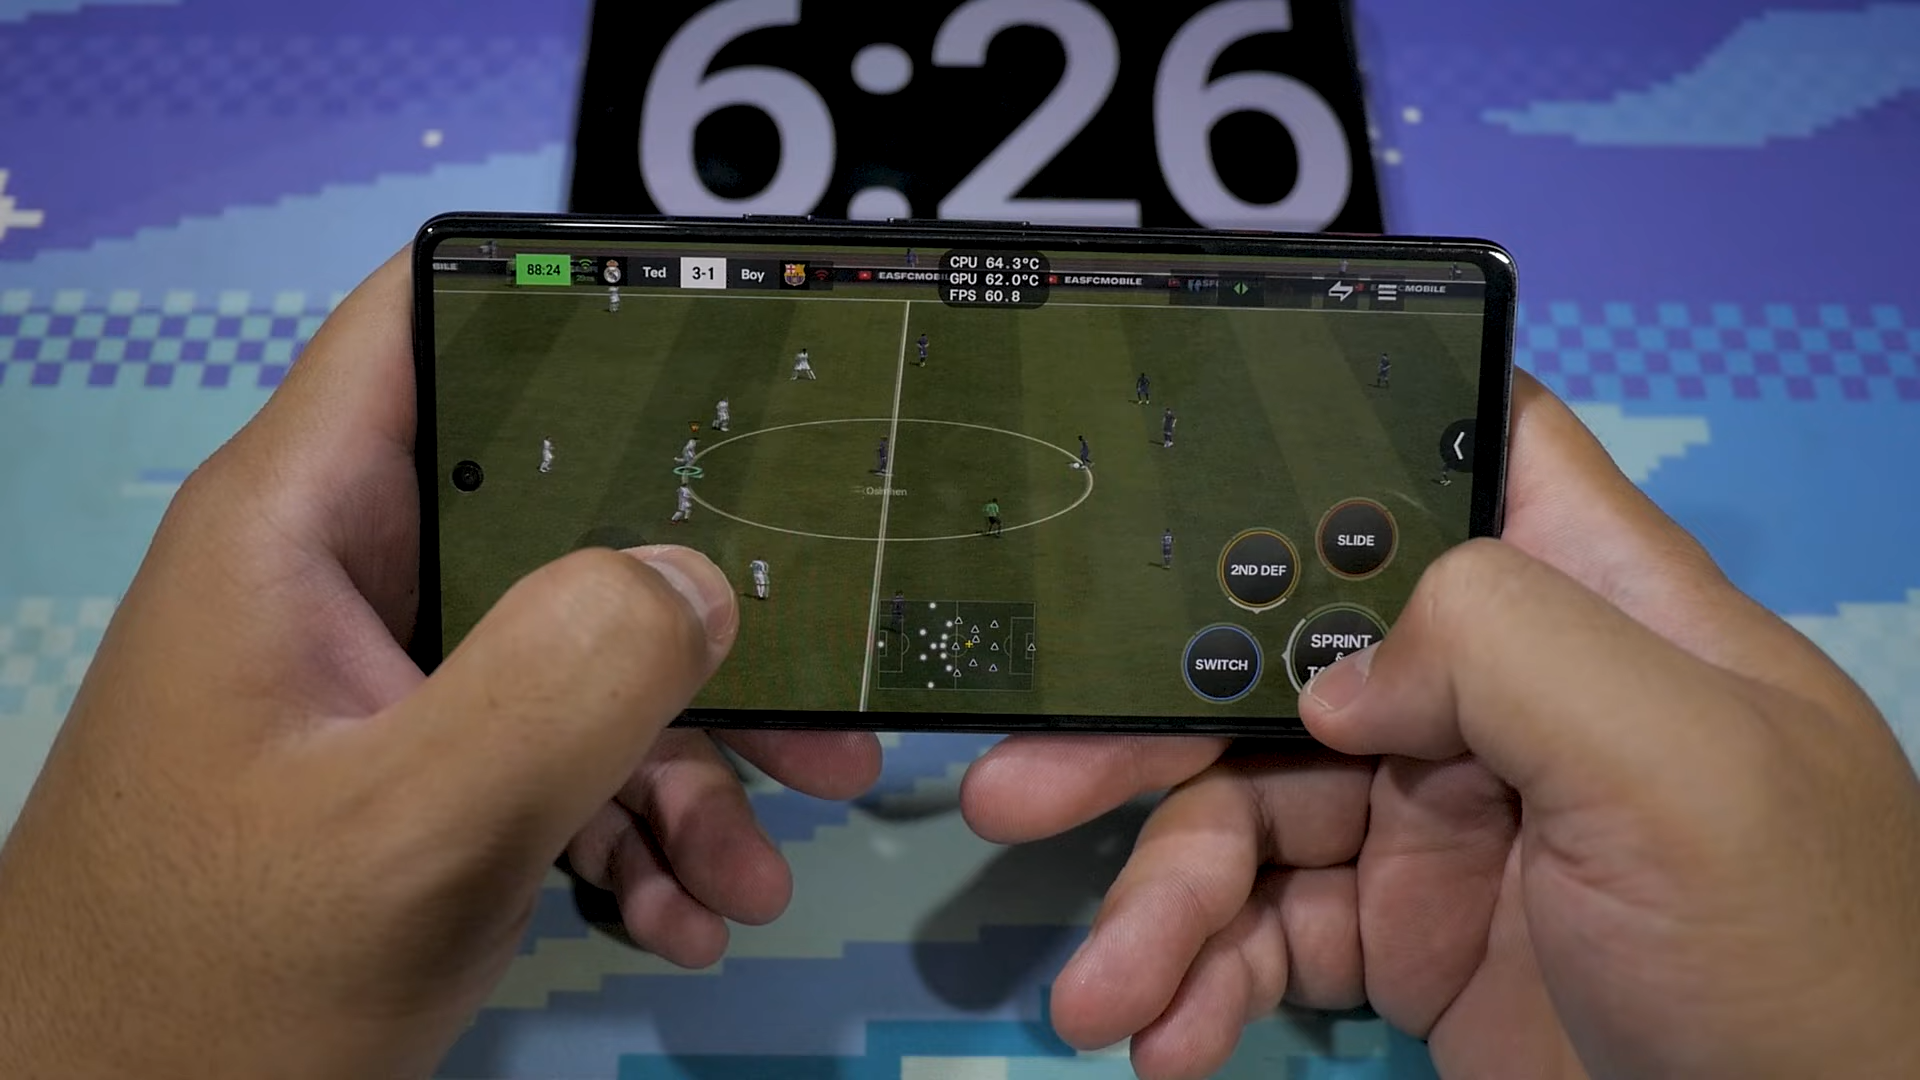 6:26
88:24
Ted
3-1
Boy
EASFCMOBILE
CPU 64.3°C
GPU 62.0°C
FPS 60.8
EASFCMOBILE
2ND DEF
SLIDE
SWITCH
SPRINT
&